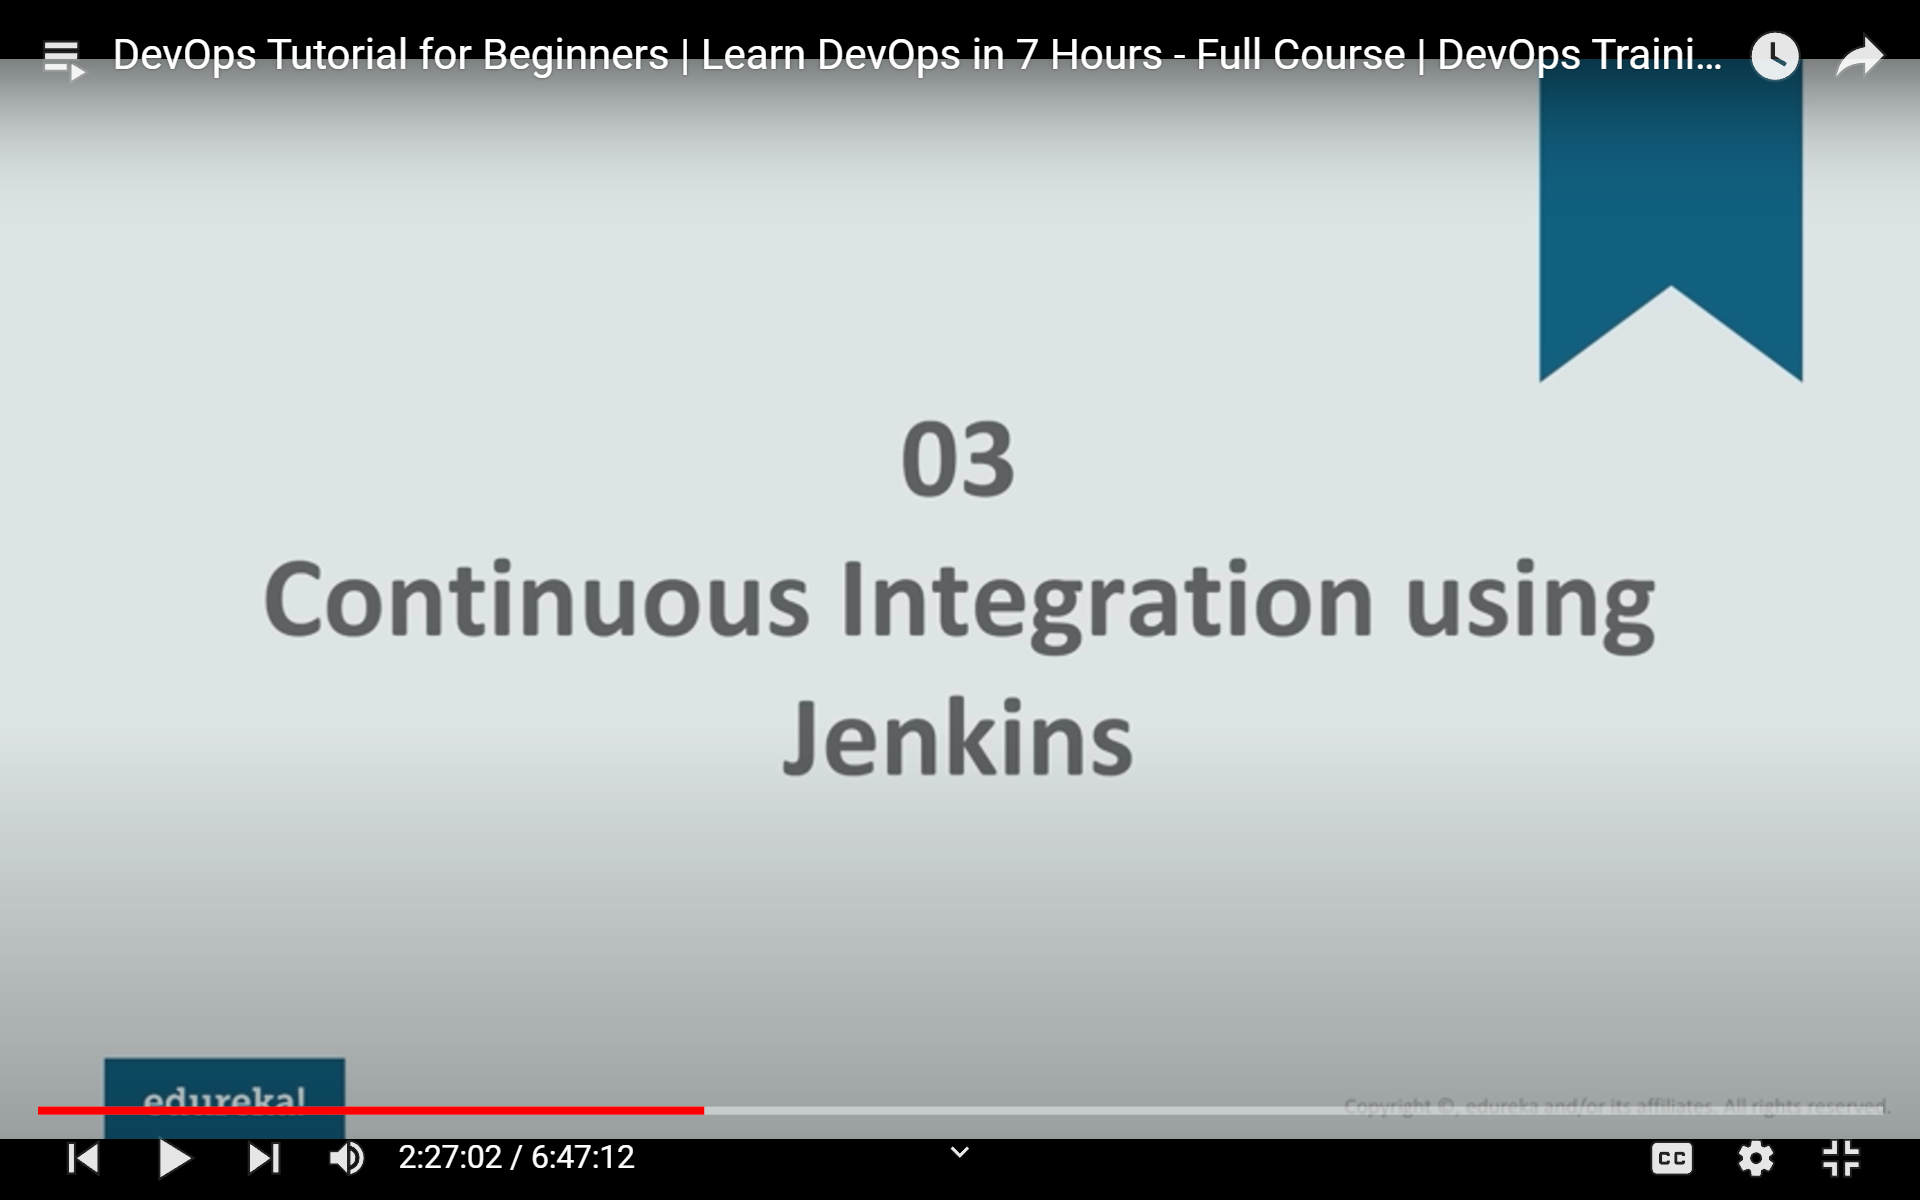 DevOps Tutorial for Beginners | Learn DevOps in 7 Hours - Full Course | DevOps Traini...
03
Continuous Integration using
Jenkins
edureka!
Copyright ©, edureka and/or its affiliates. All rights reserved.
2:27:02 / 6:47:12
CC